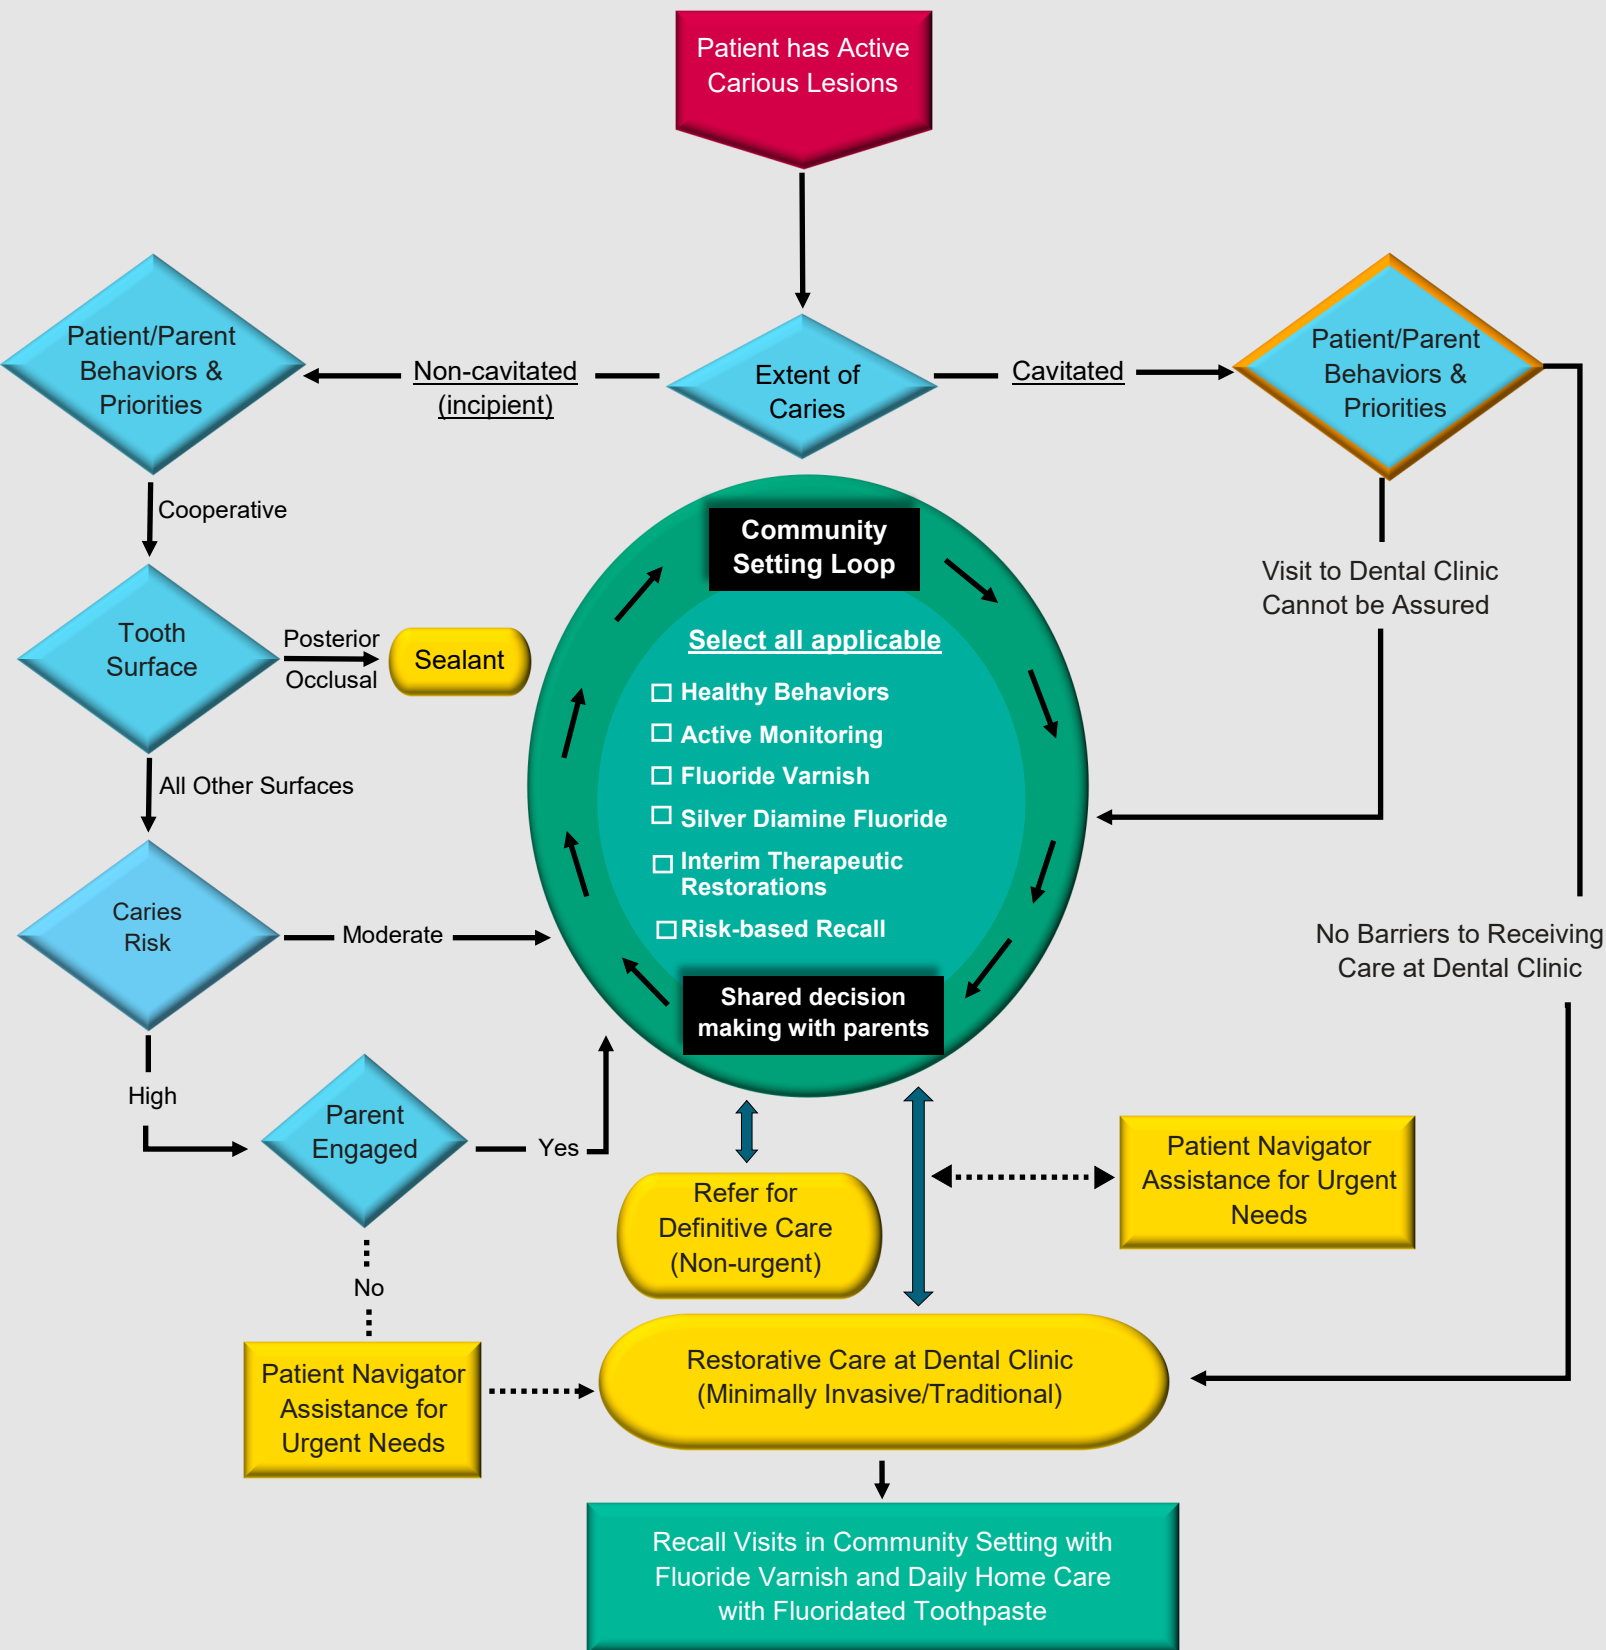 Patient has Active
Carious Lesions
Patient/Parent
Behaviors &
Priorities
Non-cavitated
(incipient)
Extent of
Caries
Cavitated
Patient/Parent
Behaviors &
Priorities
Cooperative
Community
Setting Loop
Visit to Dental Clinic
Cannot be Assured
Tooth
Surface
Posterior
Occlusal
Sealant
Select all applicable
Healthy Behaviors
Active Monitoring
Fluoride Varnish
Silver Diamine Fluoride
Interim Therapeutic
Restorations
Risk-based Recall
All Other Surfaces
Caries
Risk
Moderate
No Barriers to Receiving
Care at Dental Clinic
Shared decision
making with parents
High
Parent
Engaged
Yes
Patient Navigator
Assistance for Urgent
Needs
Refer for
Definitive Care
(Non-urgent)
No
Patient Navigator
Assistance for
Urgent Needs
Restorative Care at Dental Clinic
(Minimally Invasive/Traditional)
Recall Visits in Community Setting with
Fluoride Varnish and Daily Home Care
with Fluoridated Toothpaste